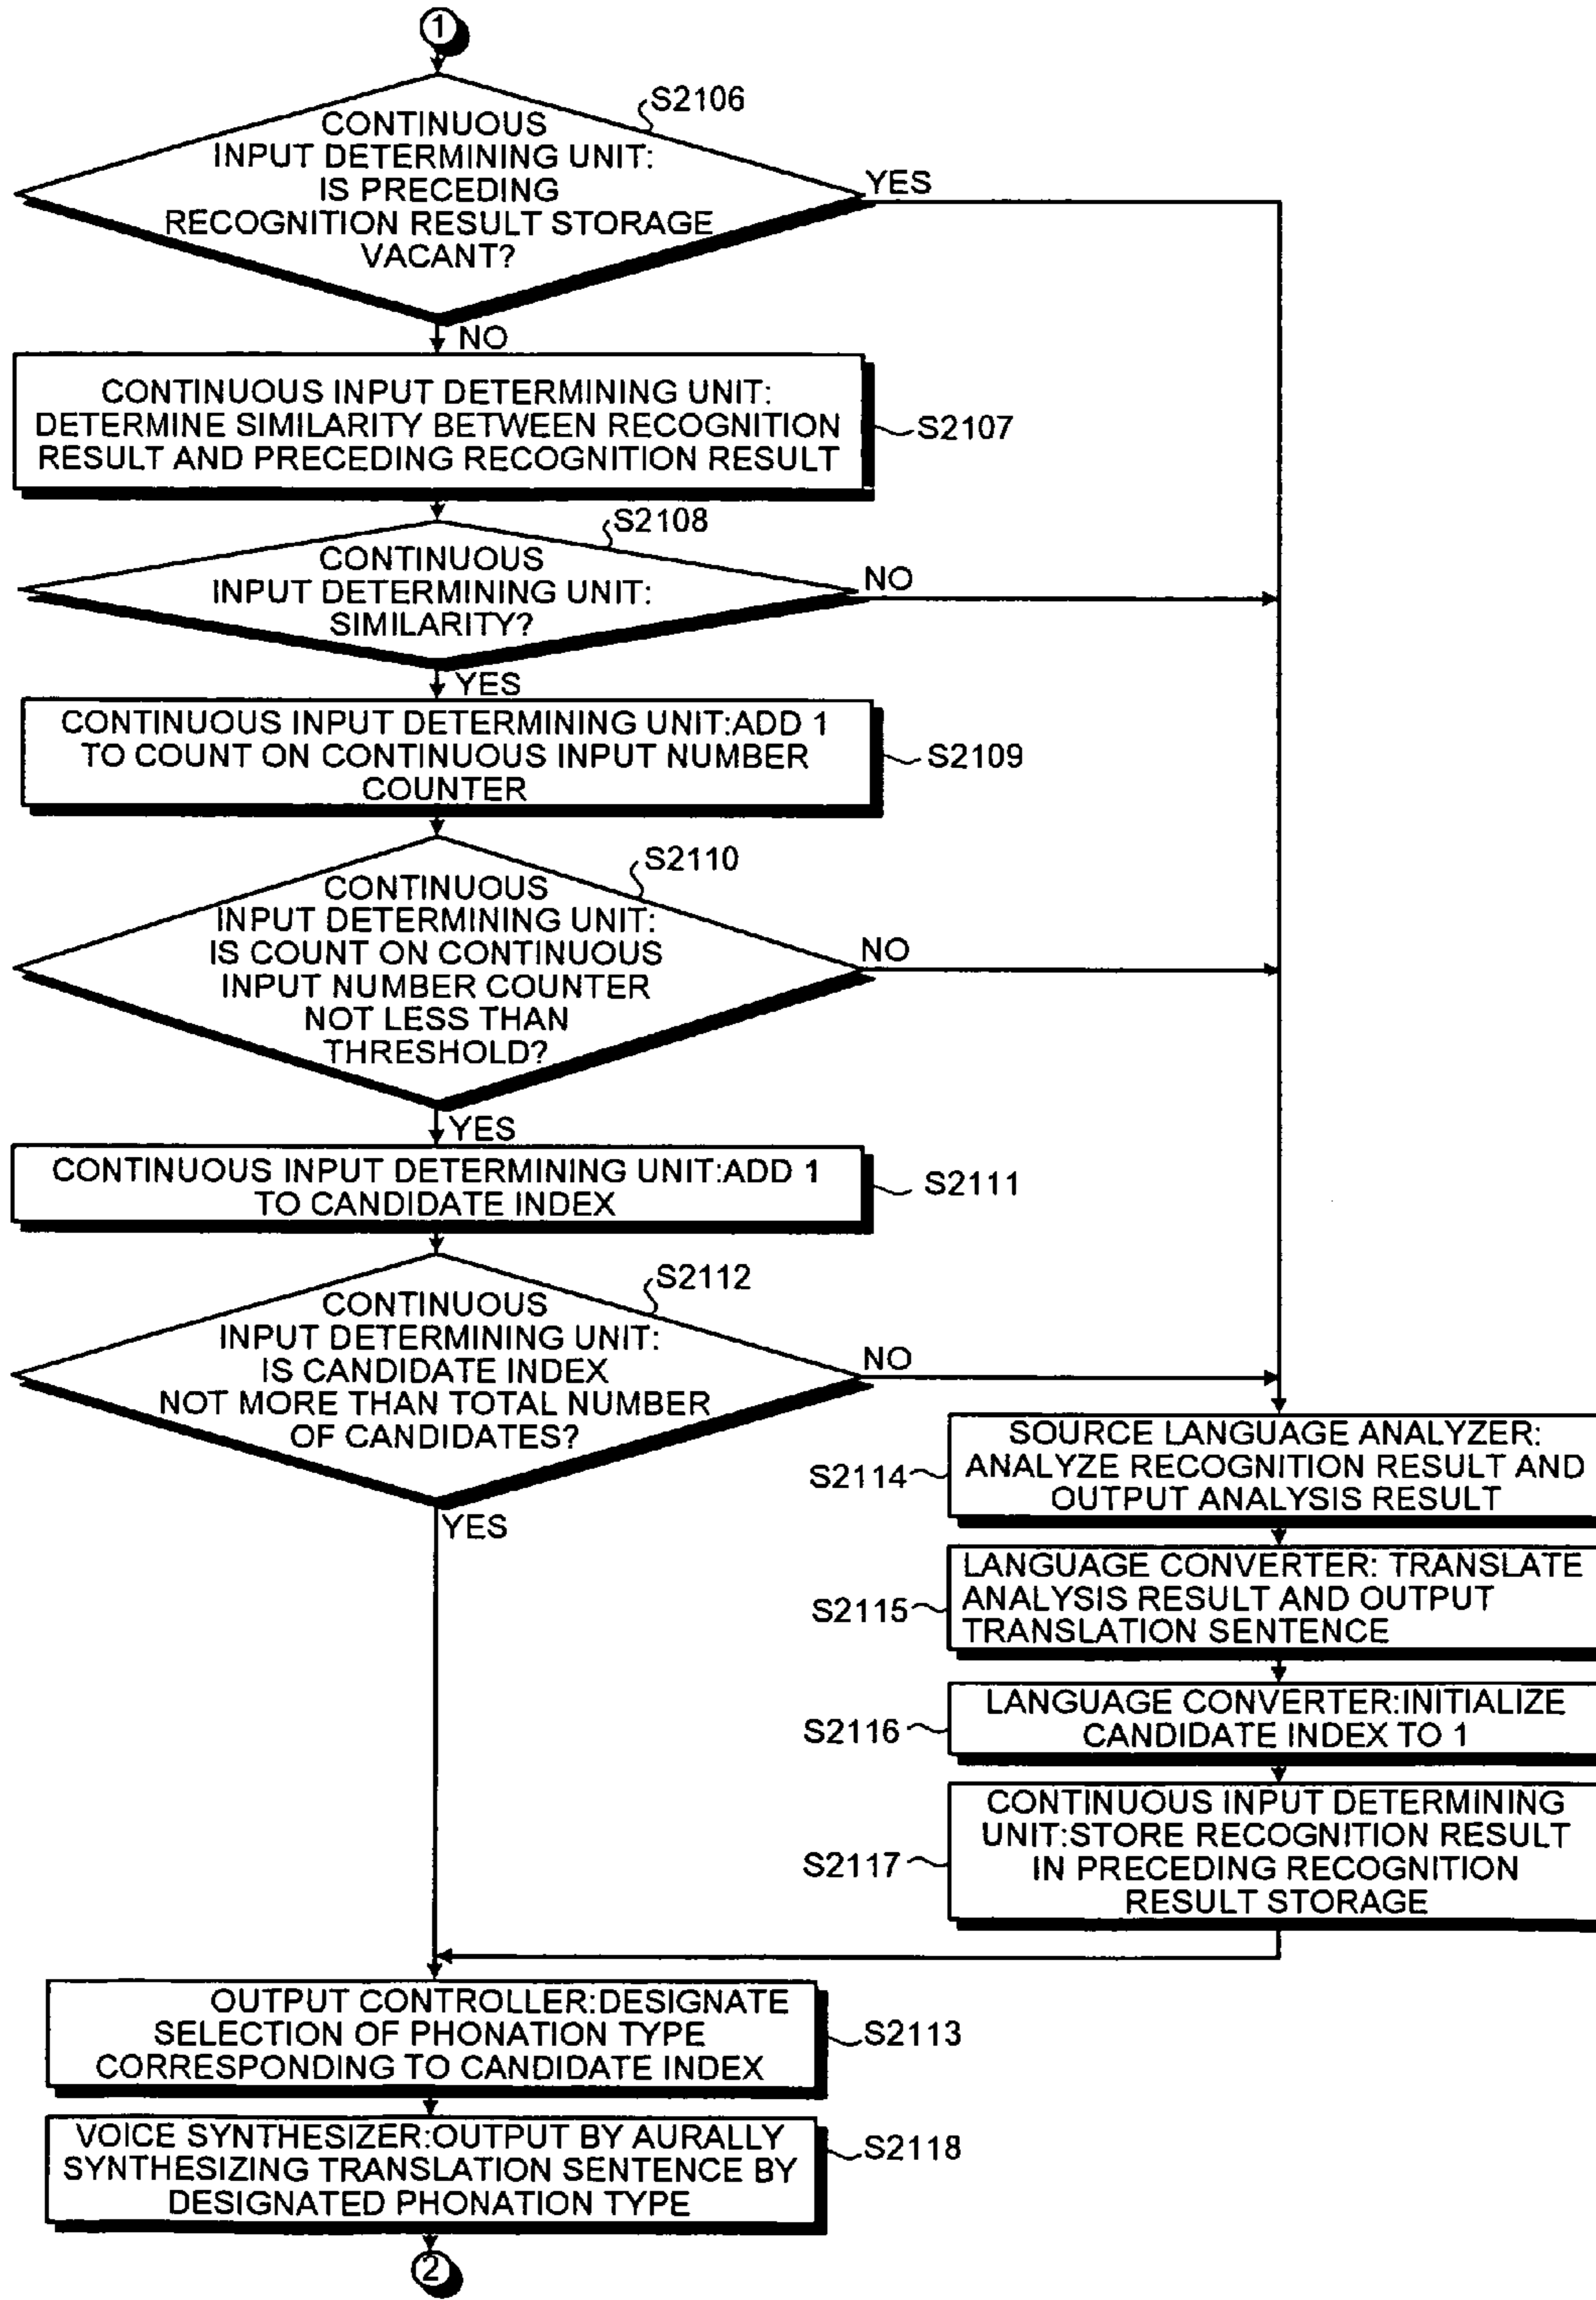 1
S2106
CONTINUOUS
INPUT DETERMINING UNIT:
IS PRECEDING
RECOGNITION RESULT STORAGE
VACANT?
YES
NO
CONTINUOUS INPUT DETERMINING UNIT:
DETERMINE SIMILARITY BETWEEN RECOGNITION
RESULT AND PRECEDING RECOGNITION RESULT
S2107
S2108
CONTINUOUS
INPUT DETERMINING UNIT:
SIMILARITY?
NO
YES
CONTINUOUS INPUT DETERMINING UNIT:ADD 1
TO COUNT ON CONTINUOUS INPUT NUMBER
COUNTER
S2109
S2110
CONTINUOUS
INPUT DETERMINING UNIT:
IS COUNT ON CONTINUOUS
INPUT NUMBER COUNTER
NOT LESS THAN
THRESHOLD?
NO
YES
CONTINUOUS INPUT DETERMINING UNIT:ADD 1
TO CANDIDATE INDEX
S2111
S2112
CONTINUOUS
INPUT DETERMINING UNIT:
IS CANDIDATE INDEX
NOT MORE THAN TOTAL NUMBER
OF CANDIDATES?
NO
YES
S2114
SOURCE LANGUAGE ANALYZER:
ANALYZE RECOGNITION RESULT AND
OUTPUT ANALYSIS RESULT
S2115
LANGUAGE CONVERTER: TRANSLATE
ANALYSIS RESULT AND OUTPUT
TRANSLATION SENTENCE
S2116
LANGUAGE CONVERTER:INITIALIZE
CANDIDATE INDEX TO 1
S2117
CONTINUOUS INPUT DETERMINING
UNIT:STORE RECOGNITION RESULT
IN PRECEDING RECOGNITION
RESULT STORAGE
OUTPUT CONTROLLER:DESIGNATE
SELECTION OF PHONATION TYPE
CORRESPONDING TO CANDIDATE INDEX
S2113
VOICE SYNTHESIZER:OUTPUT BY AURALLY
SYNTHESIZING TRANSLATION SENTENCE BY
DESIGNATED PHONATION TYPE
S2118
2